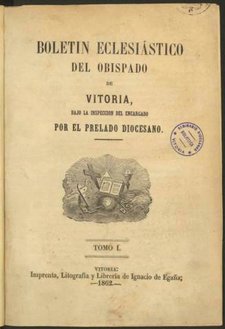 BOLETIN ECLESIÁSTICO
DEL OBISPADO
DE
VITORIA,
BAJO LA INSPECCION DEL ENCARGADO
POR EL PRELADO DIOCESANO.
TOMO I.
VITORIA:
Imprenta, Litografía y Librería de Ignacio de Egaña;
—1862.—